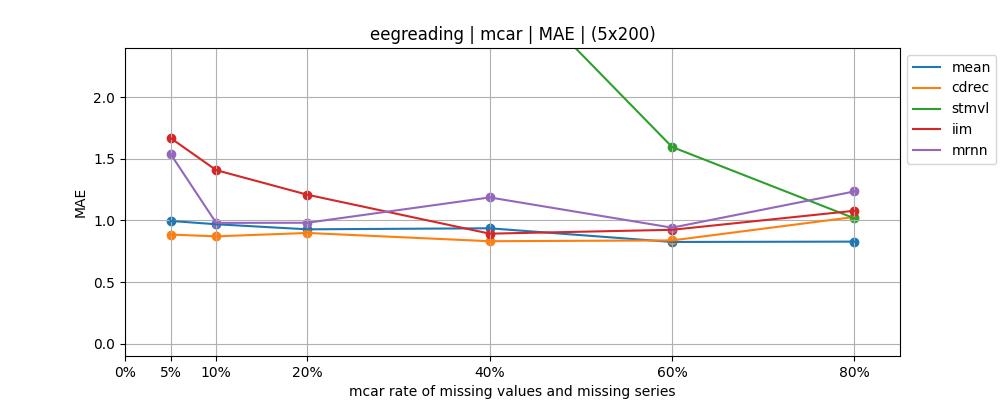 eegreading | mcar | MAE | (5x200)
MAE
2.0
1.5
1.0
0.5
0.0
0% 5% 10% 20% 40% 60% 80%
mcar rate of missing values and missing series
mean
cdrec
stmvl
iim
mrnn